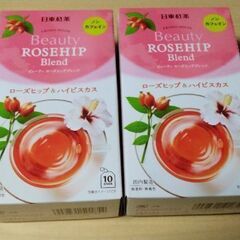 日東紅茶
ノン
カフェイン
Beauty
ROSEHIP
Blend
ビューティ ローズヒップブレンド
ローズヒップ&ハイビスカス
10
日東紅茶
ノン
カフェイン
Beauty
ROSEHIP
Blend
ビューティ ローズヒップブレンド
ローズヒップ&ハイビスカス
国内製造